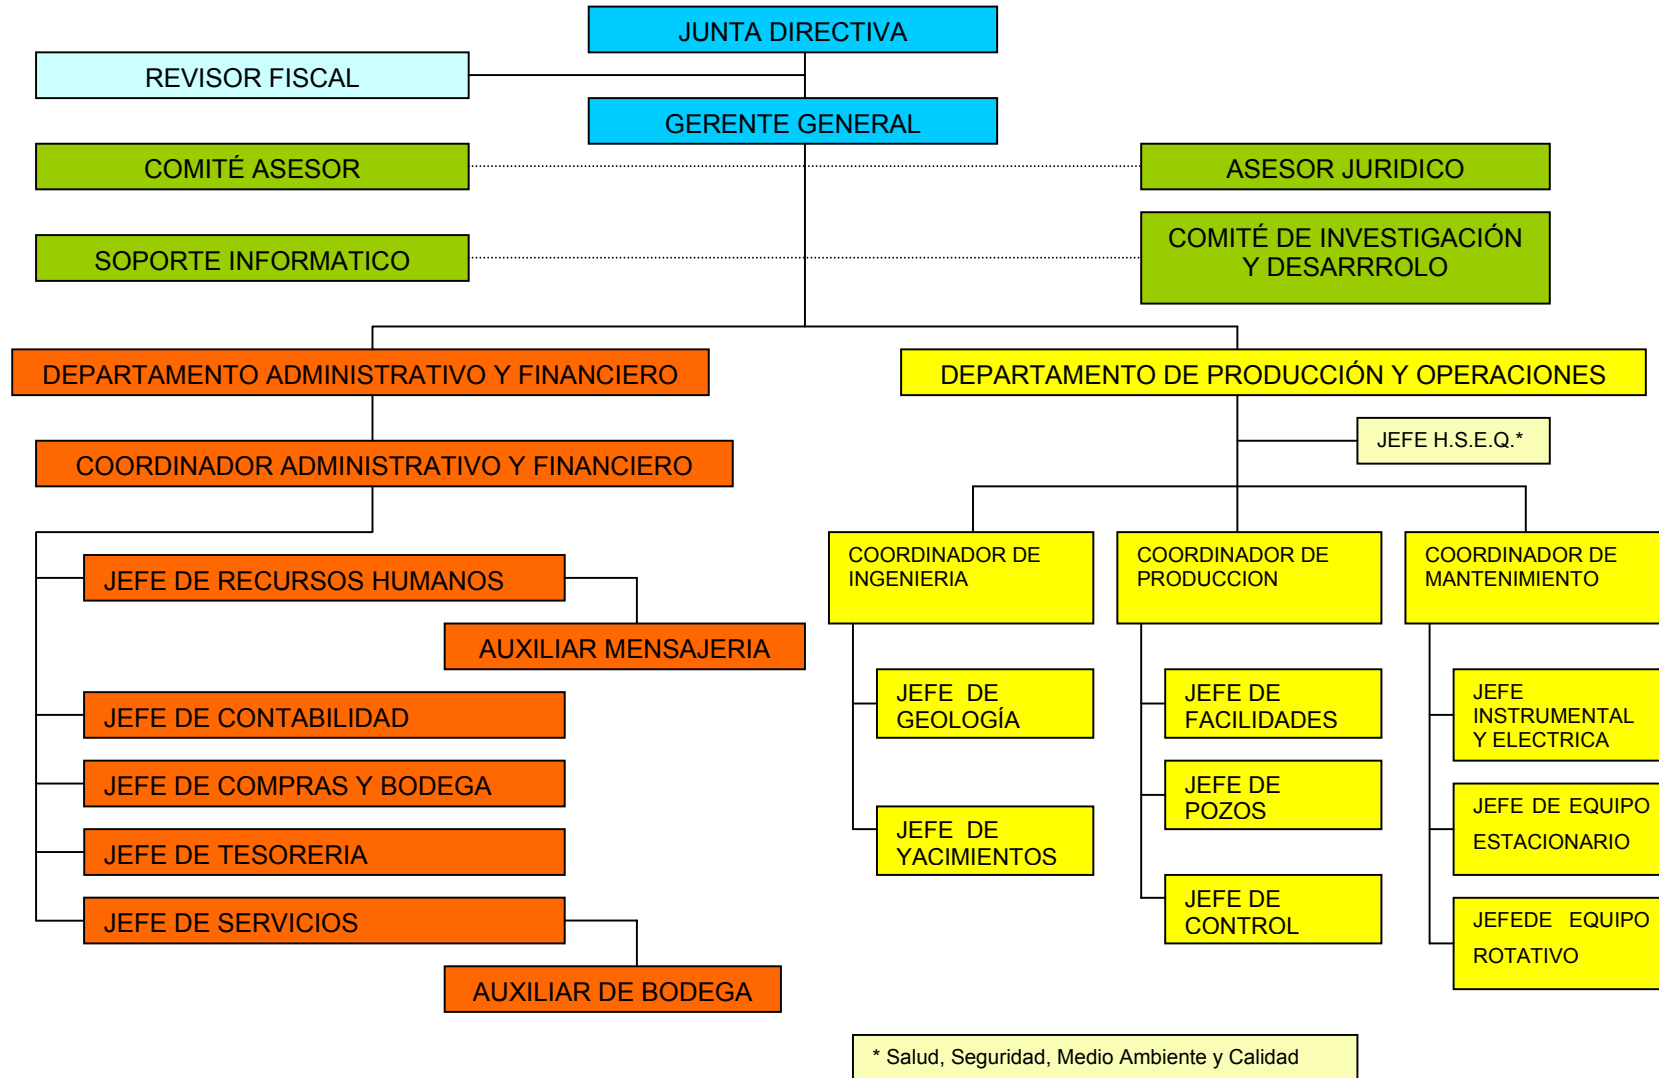 JUNTA DIRECTIVA
REVISOR FISCAL
GERENTE GENERAL
COMITÉ ASESOR
ASESOR JURIDICO
SOPORTE INFORMATICO
COMITÉ DE INVESTIGACIÓN
Y DESARRROLO
DEPARTAMENTO ADMINISTRATIVO Y FINANCIERO
DEPARTAMENTO DE PRODUCCIÓN Y OPERACIONES
JEFE H.S.E.Q.*
COORDINADOR ADMINISTRATIVO Y FINANCIERO
JEFE DE RECURSOS HUMANOS
AUXILIAR MENSAJERIA
JEFE DE CONTABILIDAD
JEFE DE COMPRAS Y BODEGA
JEFE DE TESORERIA
JEFE DE SERVICIOS
AUXILIAR DE BODEGA
COORDINADOR DE
INGENIERIA
JEFE DE
GEOLOGÍA
JEFE DE
YACIMIENTOS
COORDINADOR DE
PRODUCCION
JEFE DE
FACILIDADES
JEFE DE
POZOS
JEFE DE
CONTROL
COORDINADOR DE
MANTENIMIENTO
JEFE
INSTRUMENTAL
Y ELECTRICA
JEFE DE EQUIPO
ESTACIONARIO
JEFEDE EQUIPO
ROTATIVO
* Salud, Seguridad, Medio Ambiente y Calidad